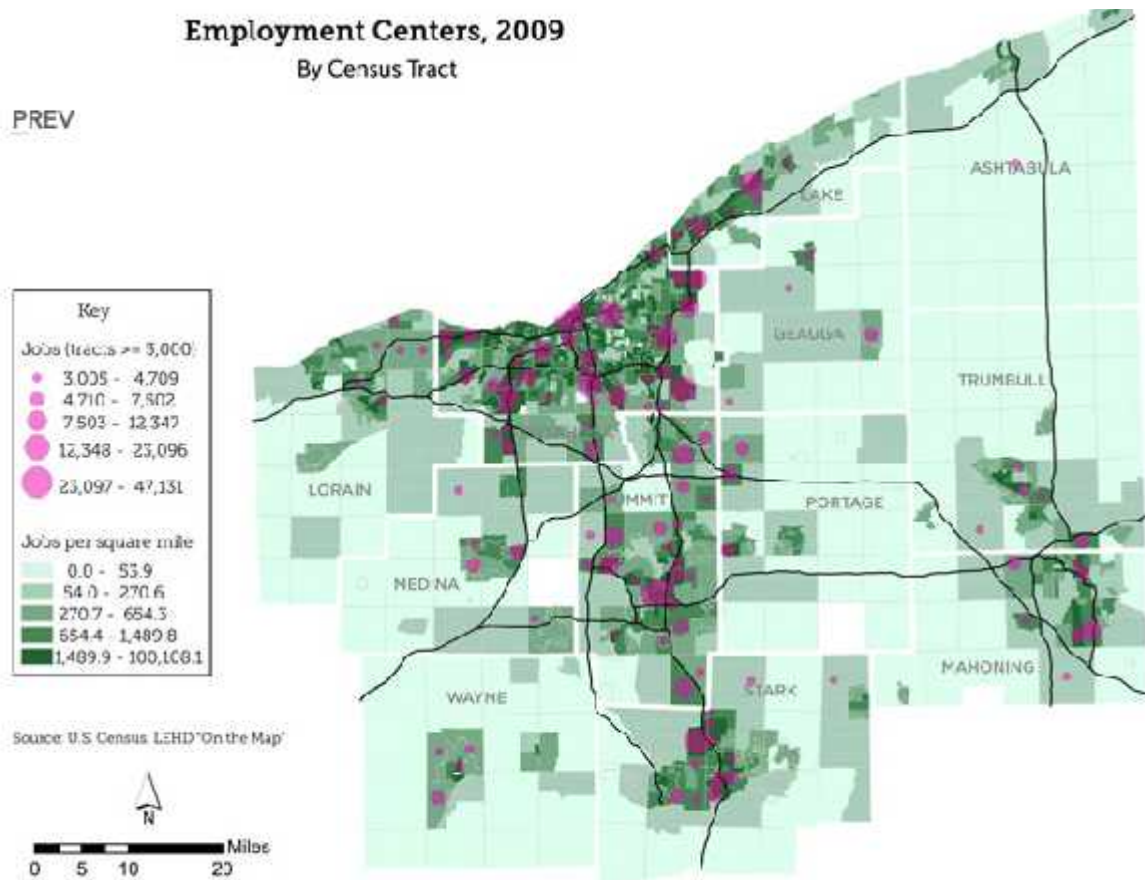 Employment Centers, 2009
By Census Tract
PREV
ASHTABULA
LAKE
GEAUGA
TRUMBULL
Key
Jobs (tracts >= 3,000)
3,005 - 4,709
4,710 - 7,502
7,503 - 12,347
12,348 - 23,096
23,097 - 47,131
LORAIN
SUMMIT
PORTAGE
Jobs per square mile
0.0 - 53.9
54.0 - 270.6
270.7 - 654.3
654.4 - 1,489.8
1,489.9 - 100,108.1
MEDINA
MAHONING
WAYNE
STARK
Source: U.S. Census LEHD "On the Map"
N
Miles
0 5 10 20